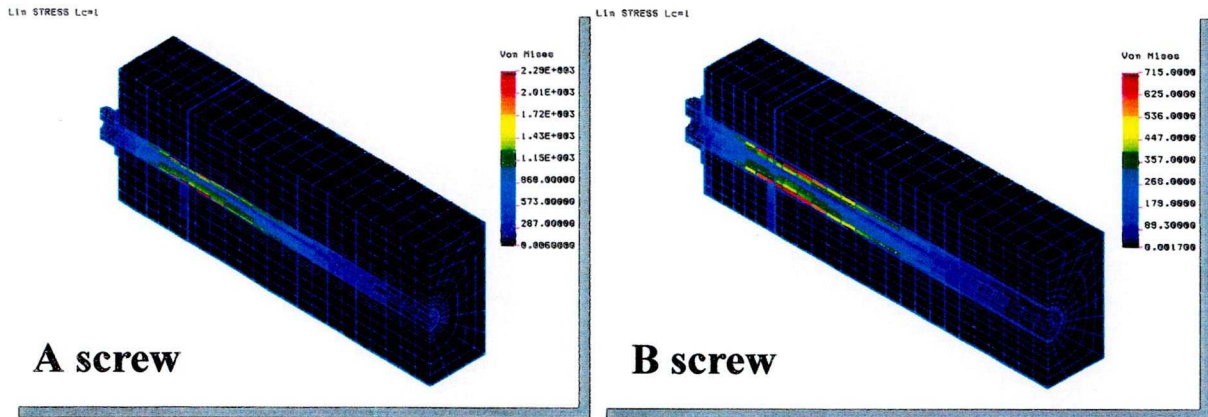 Lin STRESS Lc=1
Von Mises
2.29E+003
2.01E+003
1.72E+003
1.43E+003
1.15E+003
860.00000
573.00000
287.00000
0.0060000
A screw
Lin STRESS Lc=1
Von Mises
715.0000
625.0000
536.0000
447.0000
357.0000
268.0000
178.0000
89.30000
0.001700
B screw